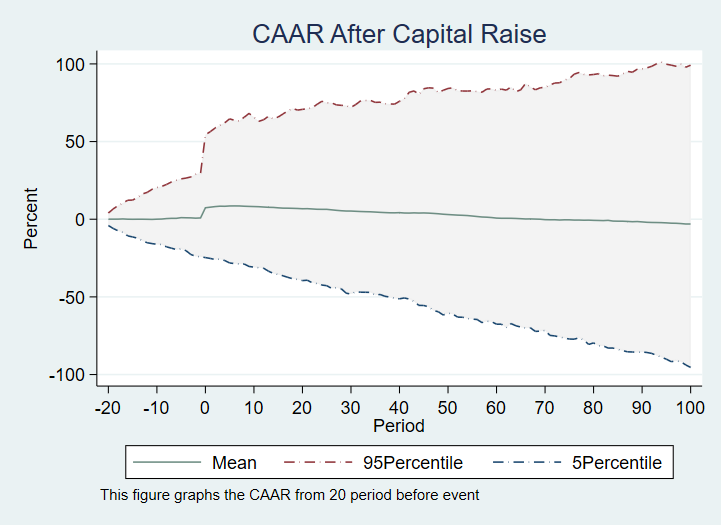 CAAR After Capital Raise
Percent
100
50
0
-50
-100
-20 -10 0 10 20 30 40 50 60 70 80 90 100
Period
Mean 95Percentile 5Percentile
This figure graphs the CAAR from 20 period before event